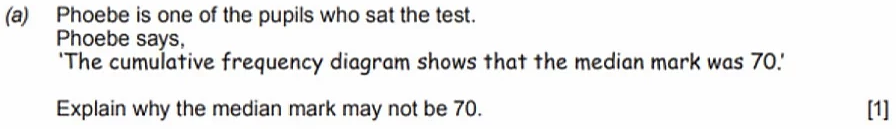 (a) Phoebe is one of the pupils who sat the test.
Phoebe says,
'The cumulative frequency diagram shows that the median mark was 70.'
Explain why the median mark may not be 70. [1]